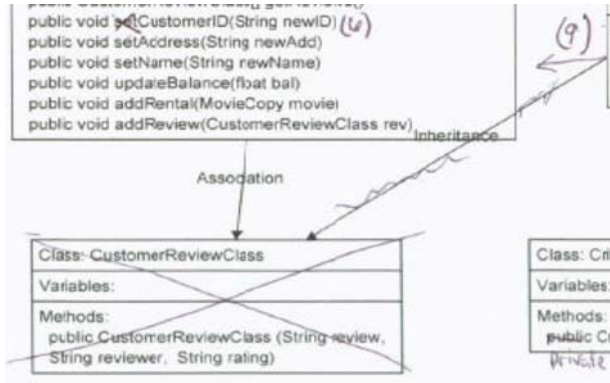 public void setCustomerID(String newID) (6)
public void setAddress(String newAdd)
public void setName(String newName)
public void updateBalance(float bal)
public void addRental(MovieCopy movie)
public void addReview(CustomerReviewClass rev)
(9)
Inheritance
Association
Class: CustomerReviewClass
Variables:
Methods:
public CustomerReviewClass (String review,
String reviewer, String rating)
Class:
Variables:
Methods:
public
private